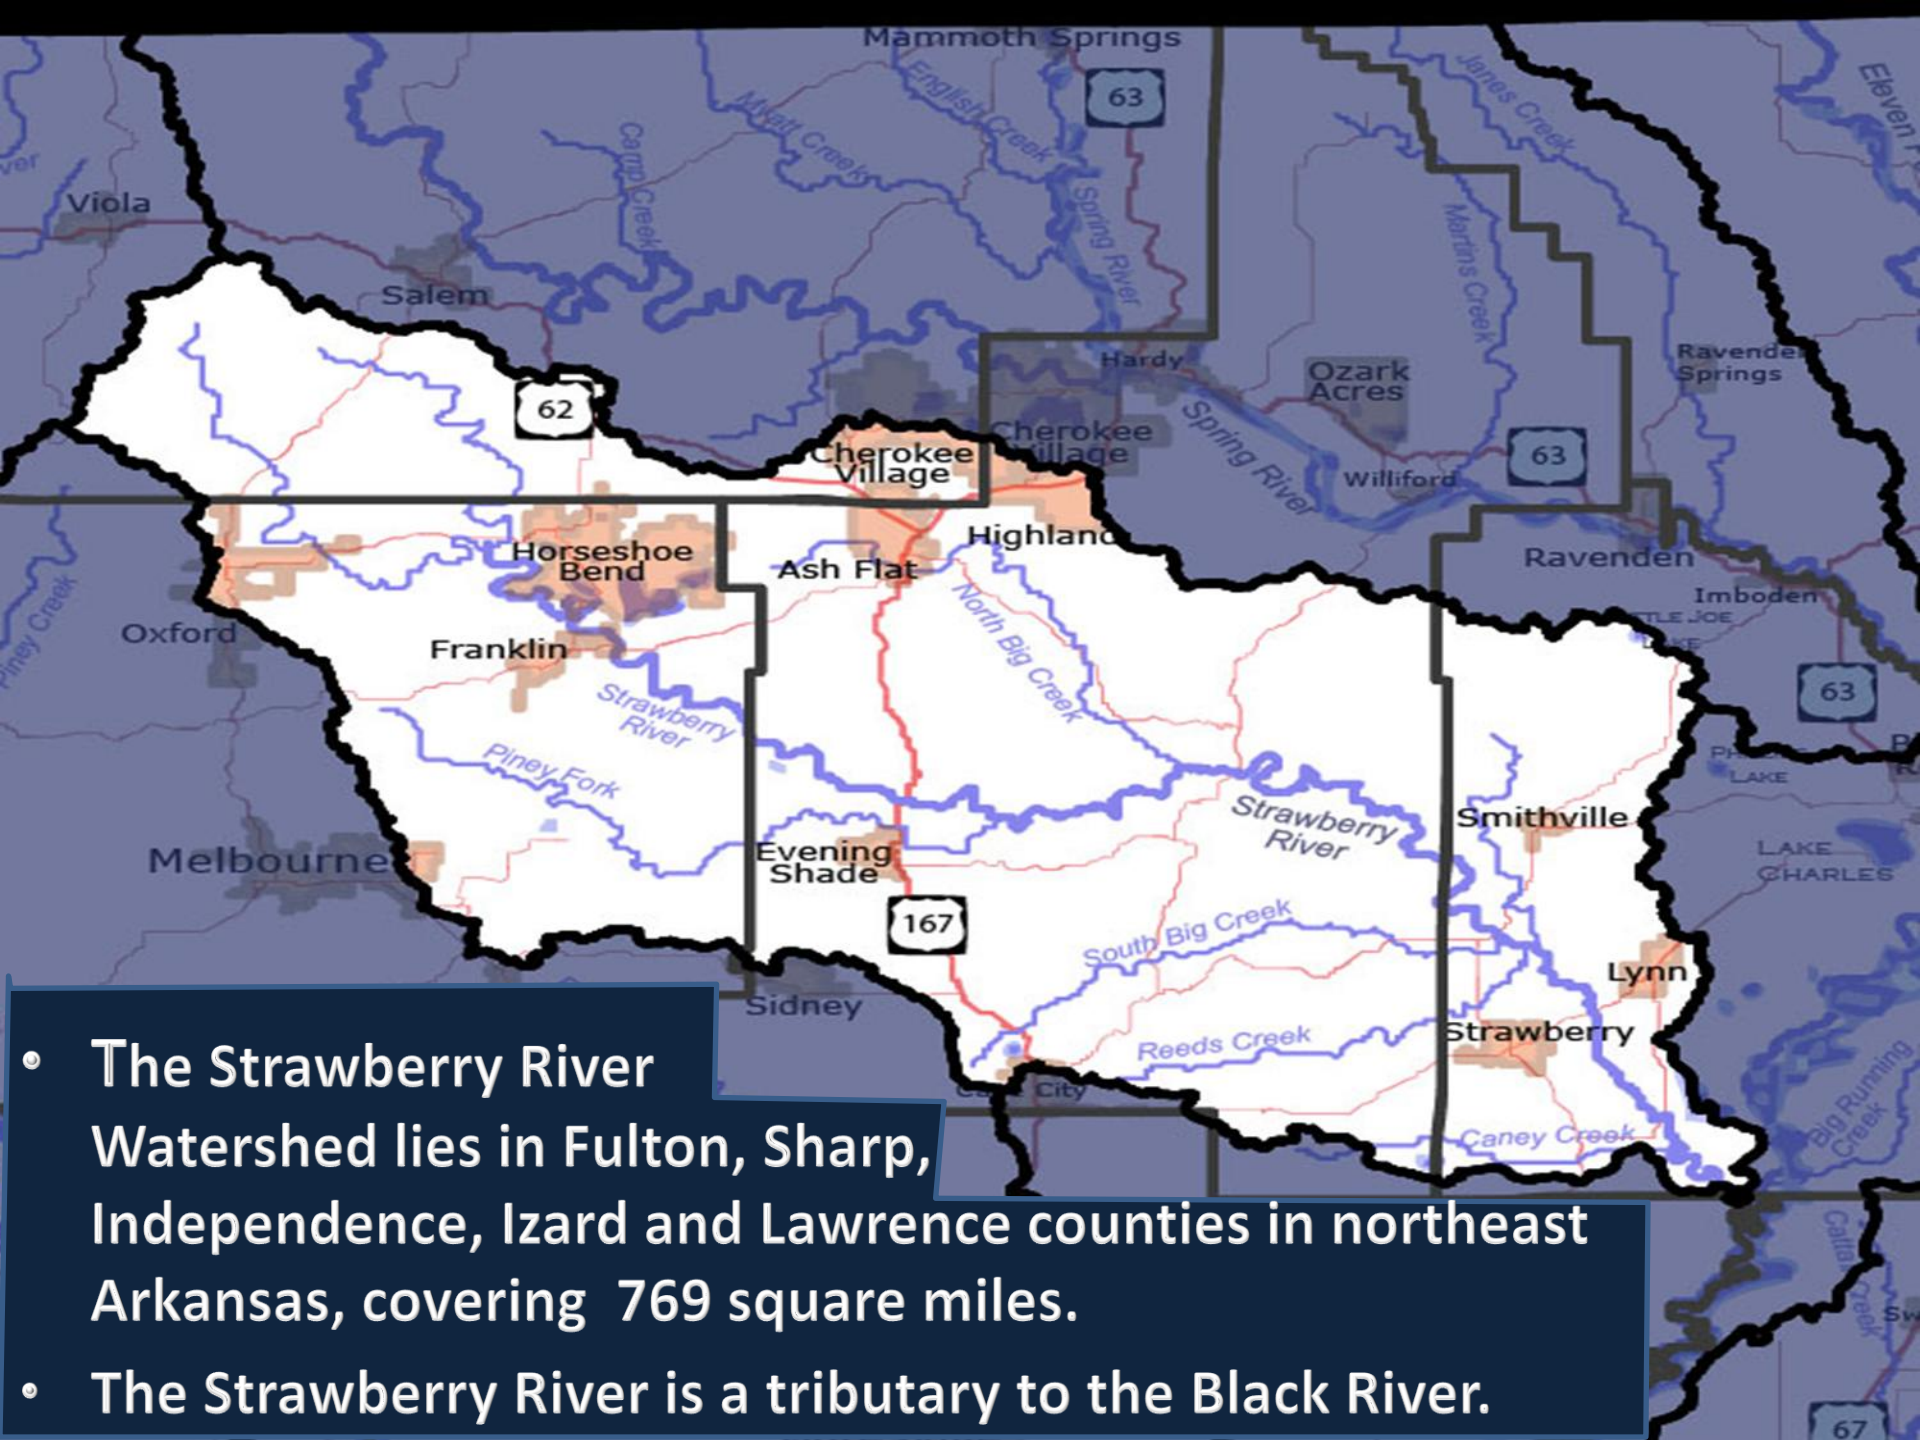 Mammoth Springs
63
Janes Creek
English Creek
Myatt Creek
Camp Creek
Viola
Spring River
Martins Creek
Salem
Hardy
Ozark
Acres
Springs
62
Cherokee
Village
Cherokee
Spring River
63
Williford
Horseshoe
Bend
Highland
Ash Flat
Ravenden
Imboden
Piney Creek
Oxford
Franklin
North Big Creek
63
Strawberry
River
Piney Fork
LAKE
Strawberry
River
Smithville
Melbourne
Evening
Shade
LAKE
CHARLES
167
South Big Creek
Lynn
Sidney
Strawberry
Reeds Creek
City
Big Running
Creek
Caney Creek
67
• The Strawberry River
Watershed lies in Fulton, Sharp,
Independence, Izard and Lawrence counties in northeast
Arkansas, covering 769 square miles.
• The Strawberry River is a tributary to the Black River.